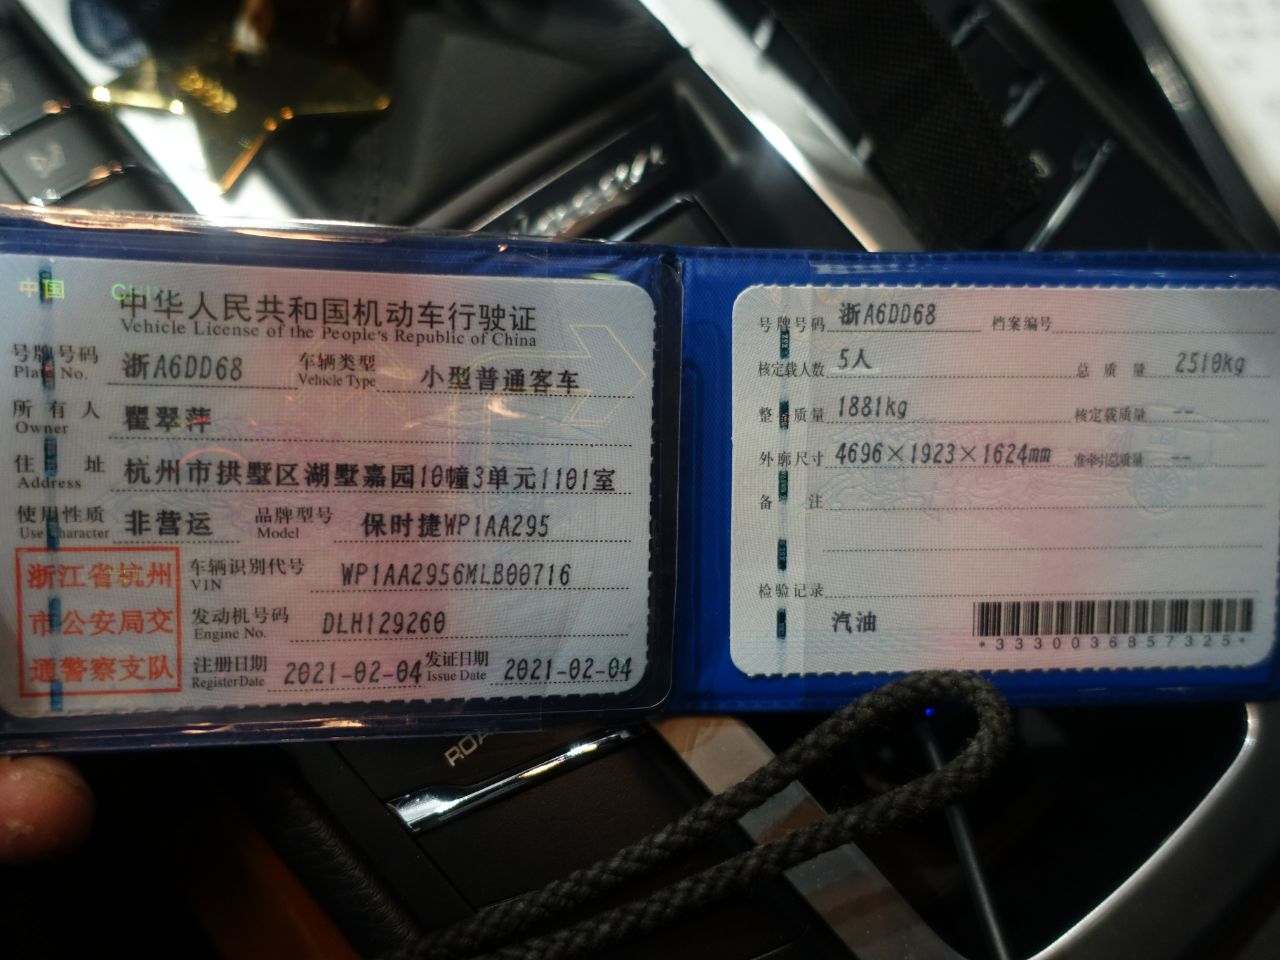 中国 CHI
中华人民共和国机动车行驶证
Vehicle License of the People's Republic of China
号牌号码 浙A6DD68 车辆类型 小型普通客车
Plate No. Vehicle Type
所有人 瞿翠萍
Owner
住址 杭州市拱墅区湖墅嘉园10幢3单元1101室
Address
使用性质 非营运 品牌型号 保时捷WP1AA295
Use Character Model
浙江省杭州
市公安局交
通警察支队
车辆识别代号 WP1AA2956MLB00716
VIN
发动机号码 DLH129260
Engine No.
注册日期 2021-02-04 发证日期 2021-02-04
Register Date Issue Date
号牌号码 浙A6DD68 档案编号
核定载人数 5人 总质量 2510kg
整备质量 1881kg 核定载质量 --
外廓尺寸 4696×1923×1624mm 准牵引总质量 --
备注
检验记录
汽油
*3330036857325*